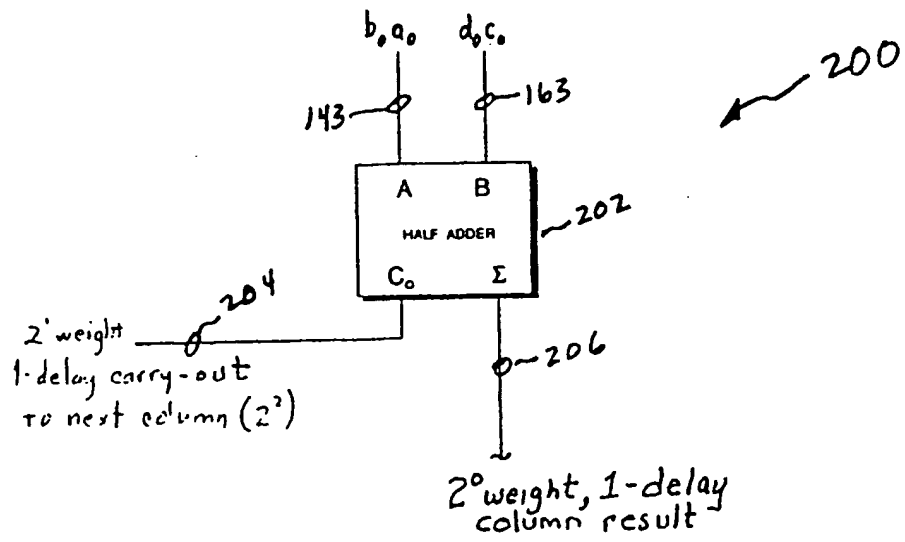 b₀a₀ d₀c₀
200
143 163
A B
202
HALF ADDER
C₀ Σ
204
2' weight
206
1-delay carry-out
to next column (2²)
2⁰ weight, 1-delay
column result